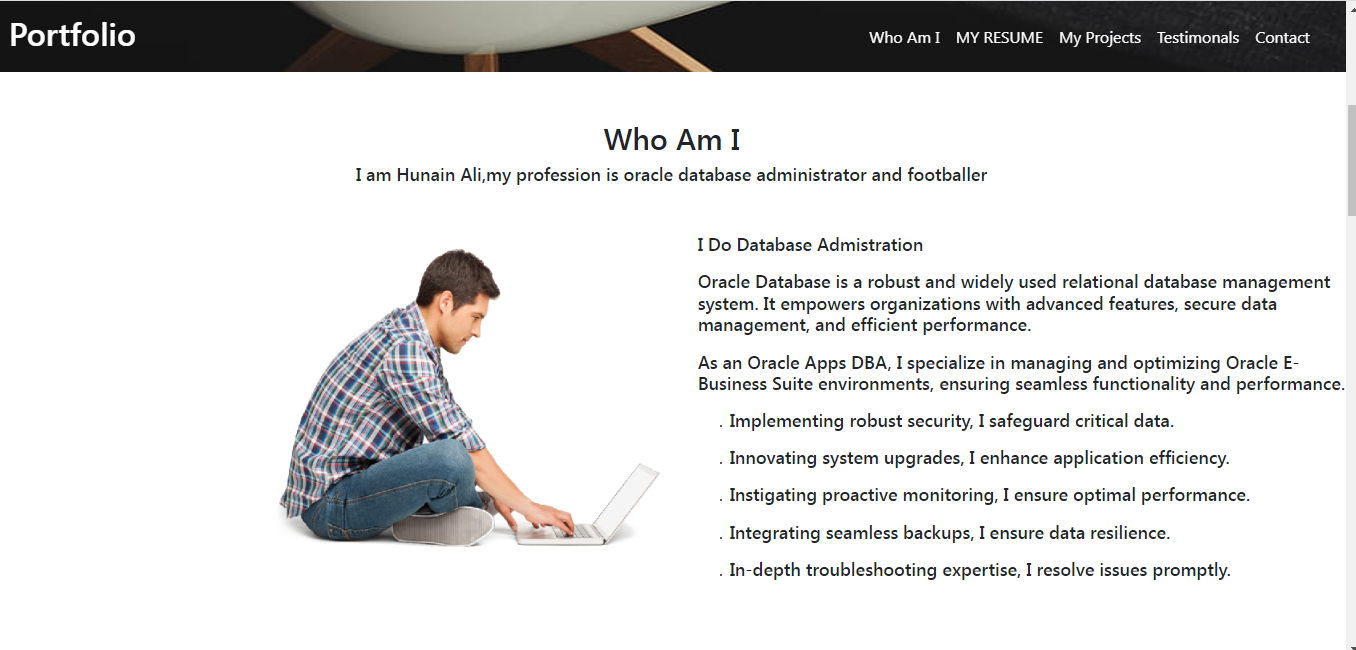 Portfolio
Who Am I MY RESUME My Projects Testimonals Contact
Who Am I
I am Hunain Ali,my profession is oracle database administrator and footballer
I Do Database Admistration
Oracle Database is a robust and widely used relational database management
system. It empowers organizations with advanced features, secure data
management, and efficient performance.
As an Oracle Apps DBA, I specialize in managing and optimizing Oracle E-
Business Suite environments, ensuring seamless functionality and performance.
. Implementing robust security, I safeguard critical data.
. Innovating system upgrades, I enhance application efficiency.
. Instigating proactive monitoring, I ensure optimal performance.
. Integrating seamless backups, I ensure data resilience.
. In-depth troubleshooting expertise, I resolve issues promptly.